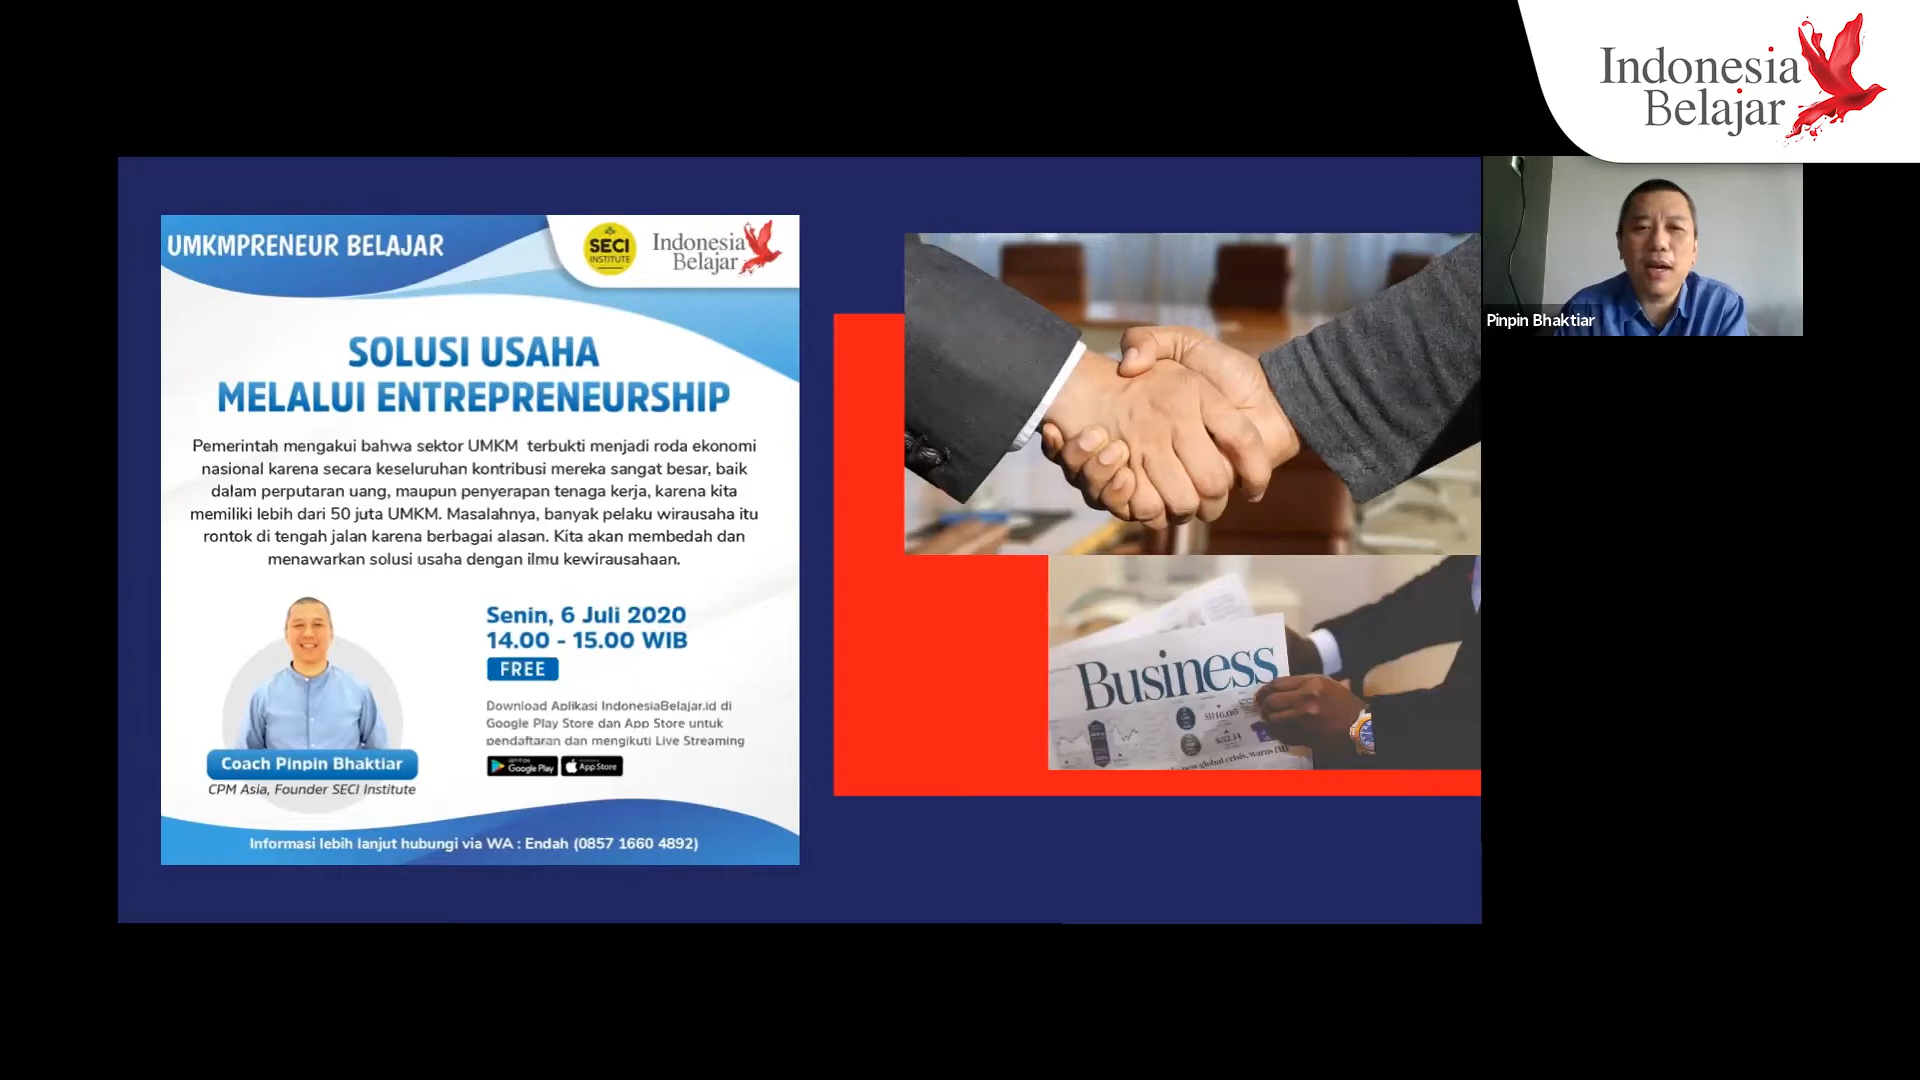 Indonesia
Belajar
UMKMPRENEUR BELAJAR
SECI
INSTITUTE
Indonesia
Belajar
SOLUSI USAHA
MELALUI ENTREPRENEURSHIP
Pemerintah mengakui bahwa sektor UMKM terbukti menjadi roda ekonomi
nasional karena secara keseluruhan kontribusi mereka sangat besar, baik
dalam perputaran uang, maupun penyerapan tenaga kerja, karena kita
memiliki lebih dari 50 juta UMKM. Masalahnya, banyak pelaku wirausaha itu
rontok di tengah jalan karena berbagai alasan. Kita akan membedah dan
menawarkan solusi usaha dengan ilmu kewirausahaan.
Senin, 6 Juli 2020
14.00 - 15.00 WIB
FREE
Download Aplikasi IndonesiaBelajar.id di
Google Play Store dan App Store untuk
pendaftaran dan mengikuti Live Streaming
Google Play
App Store
Coach Pinpin Bhaktiar
CPM Asia, Founder SECI Institute
Informasi lebih lanjut hubungi via WA : Endah (0857 1660 4892)
Business
$52.14
new global crisis, warns
Pinpin Bhaktiar